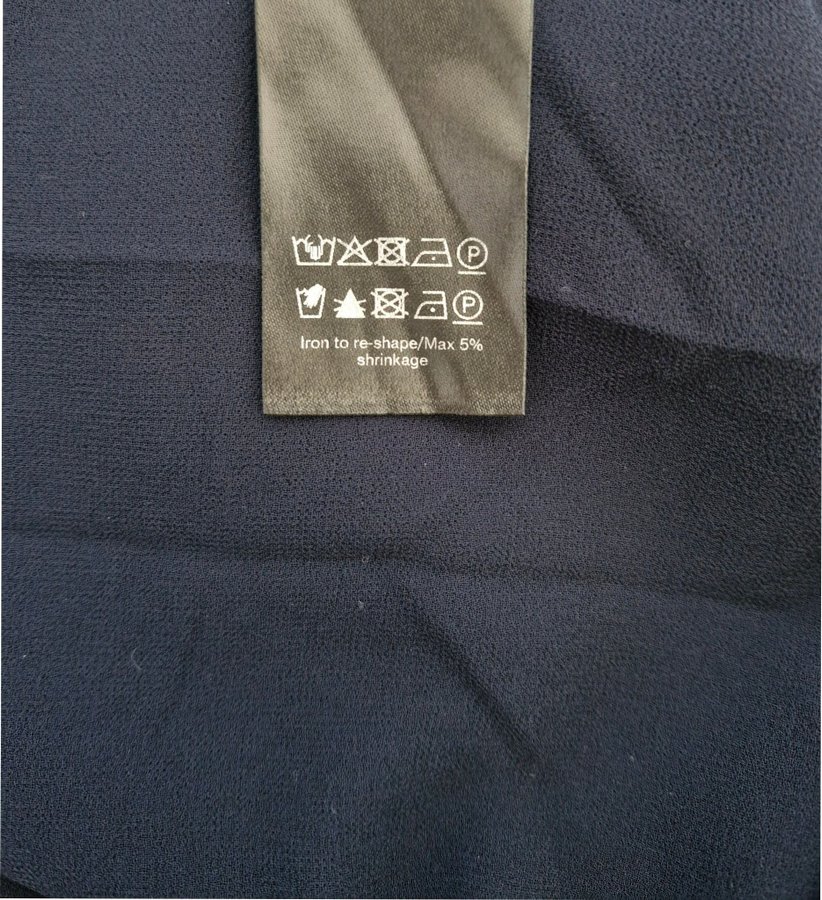 P
P
Iron to re-shape/Max 5%
shrinkage